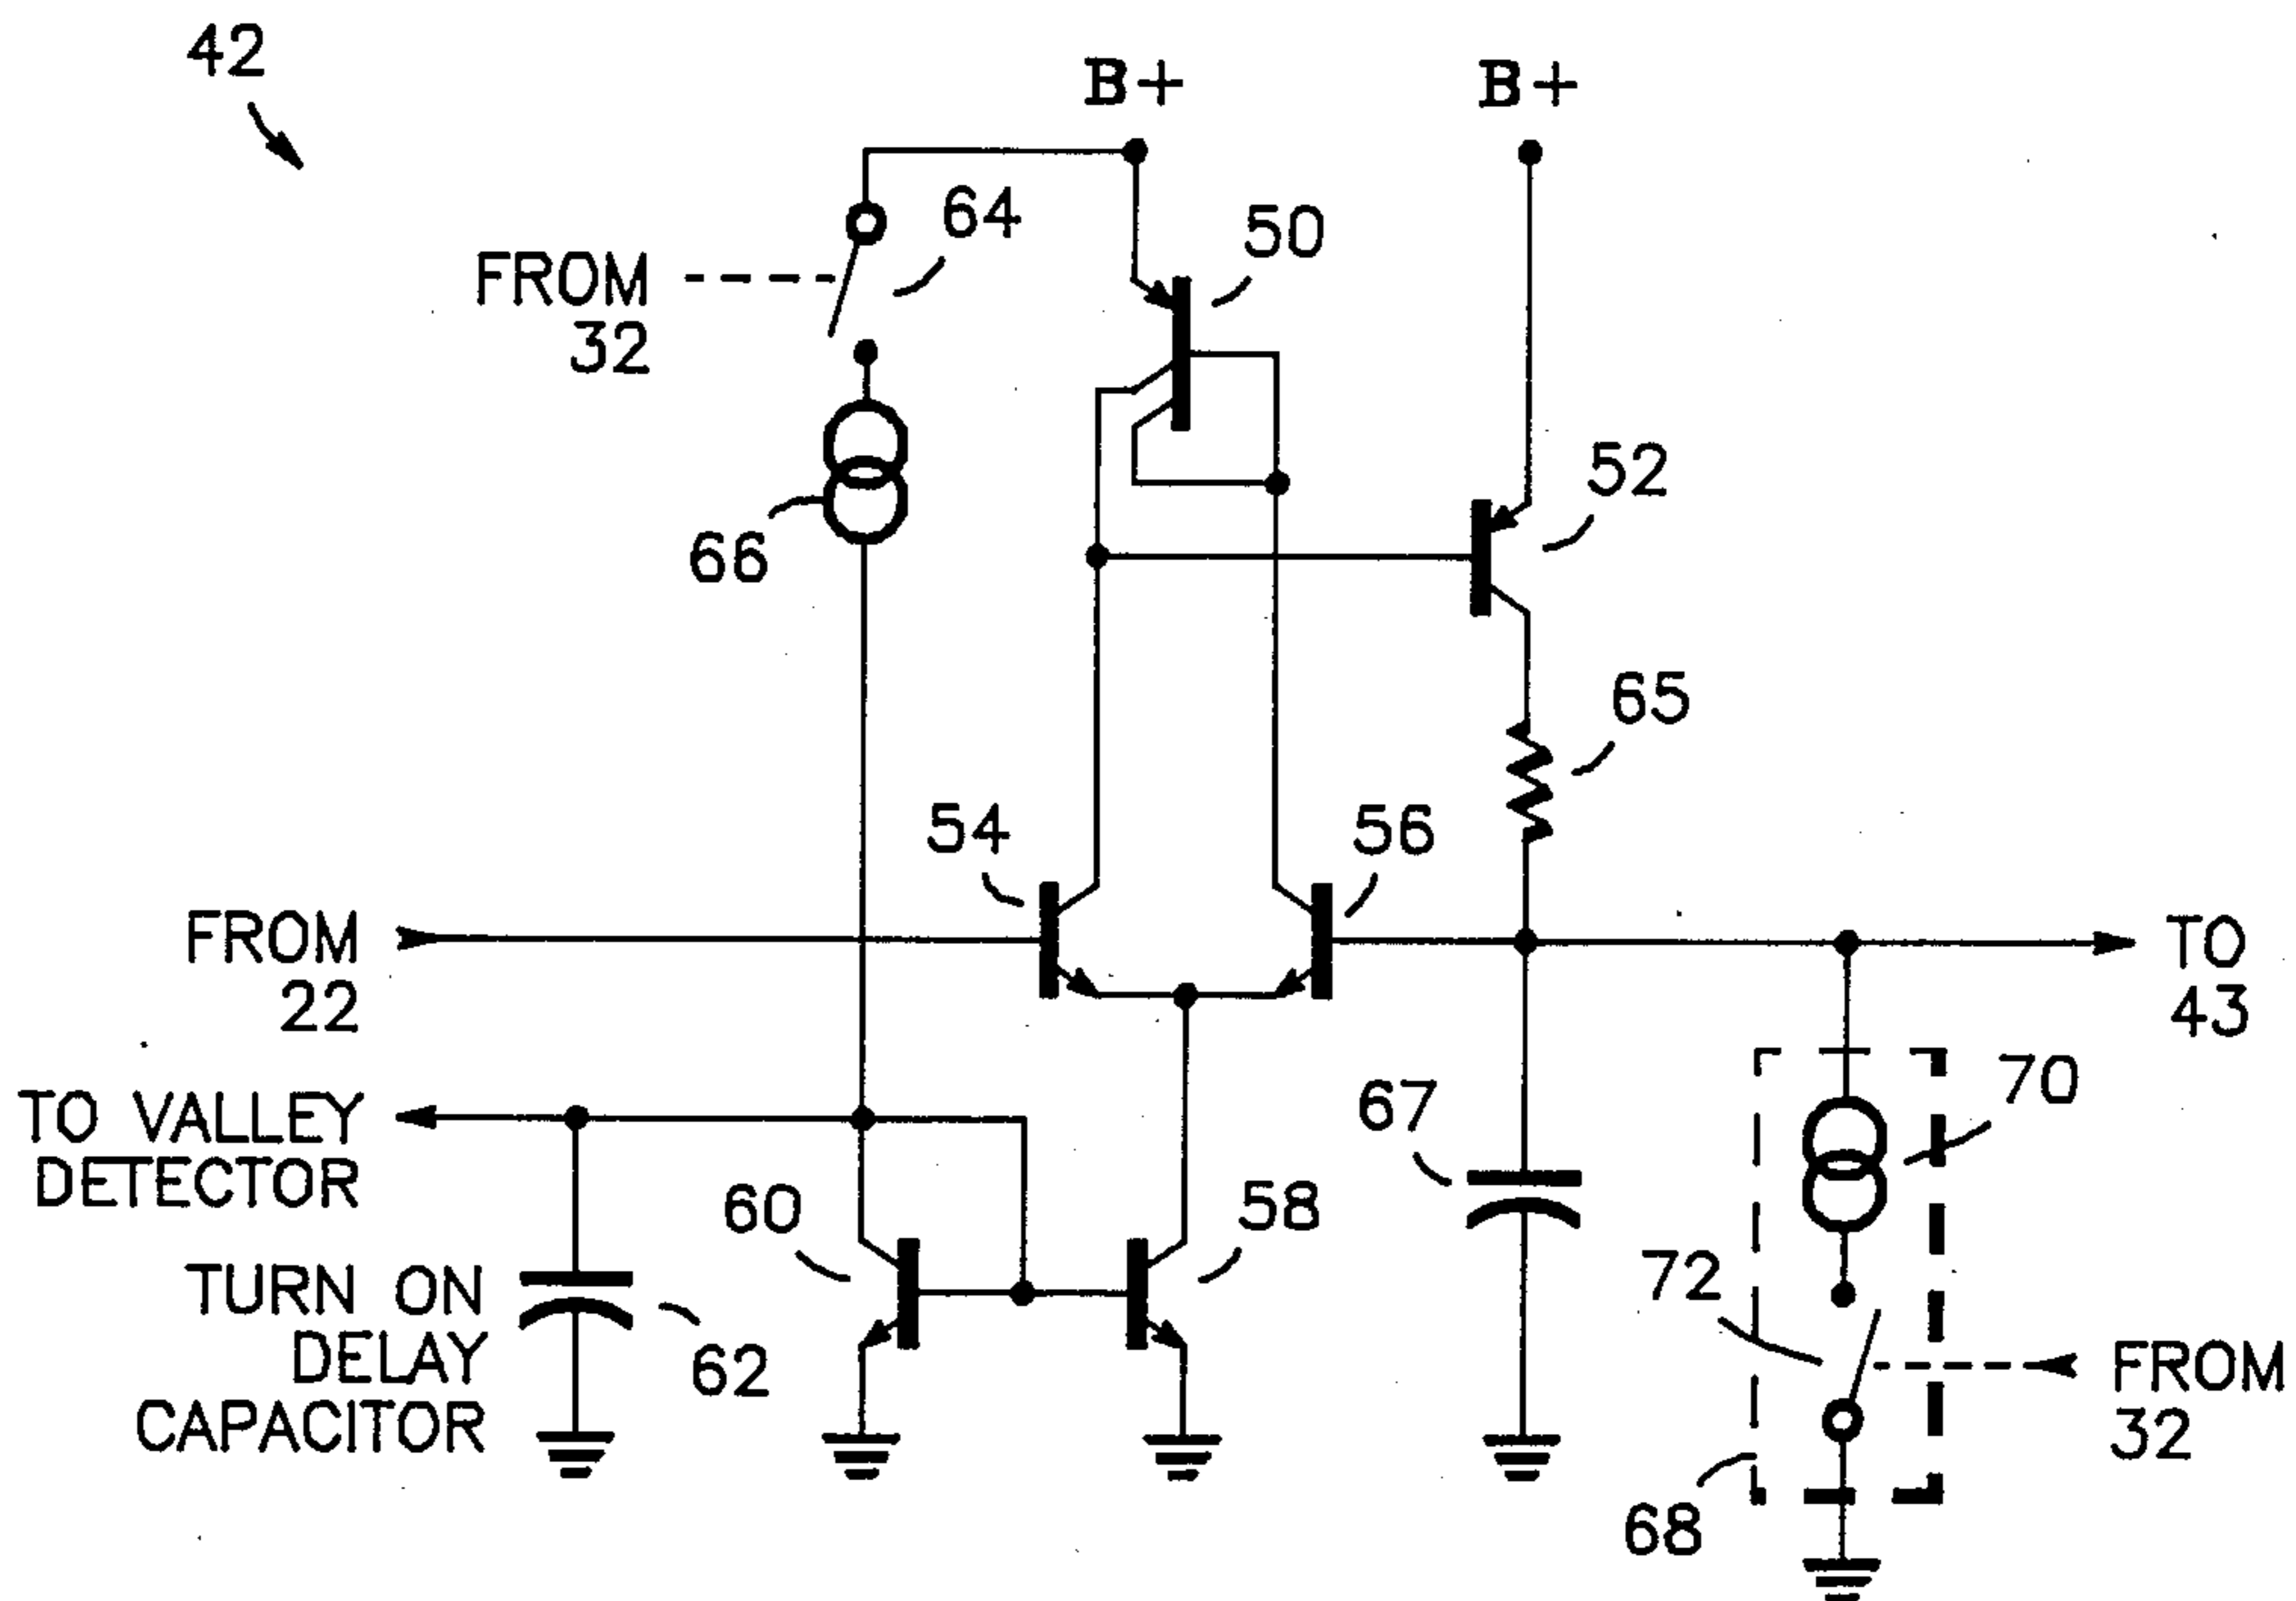 42
B+
B+
64
50
FROM
32
52
66
65
54
56
FROM
22
TO
43
TO VALLEY
DETECTOR
67
70
60
58
72
TURN ON
DELAY
CAPACITOR
62
FROM
32
68